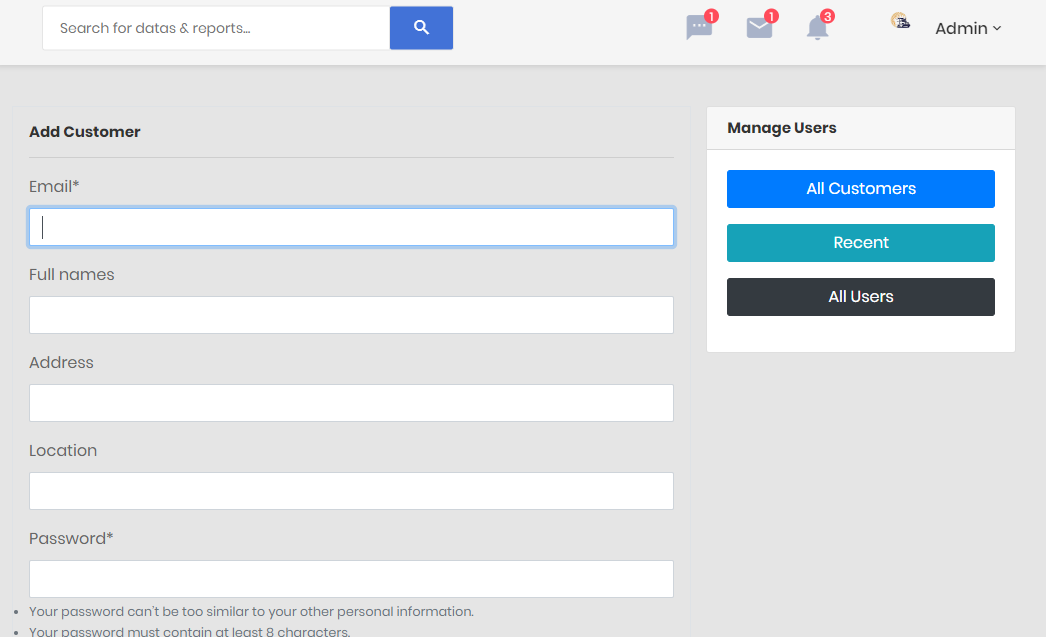 Search for datas & reports...
1
1
3
Admin
Add Customer
Email*
Full names
Address
Location
Password*
Your password can't be too similar to your other personal information.
Your password must contain at least 8 characters.
Manage Users
All Customers
Recent
All Users